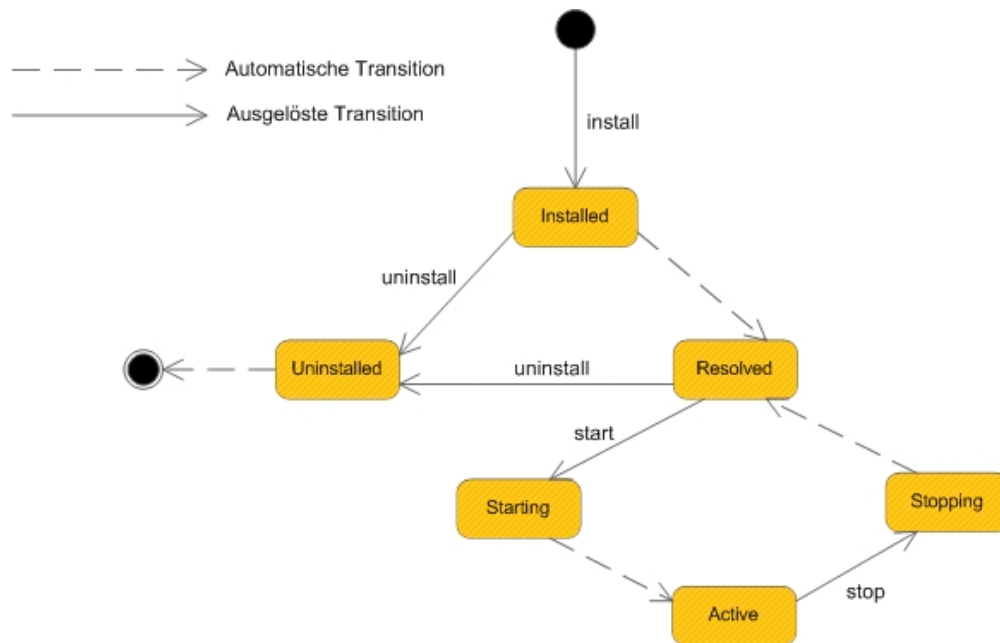 Automatische Transition
Ausgelöste Transition
install
Installed
uninstall
Uninstalled
uninstall
Resolved
start
Starting
Stopping
Active
stop